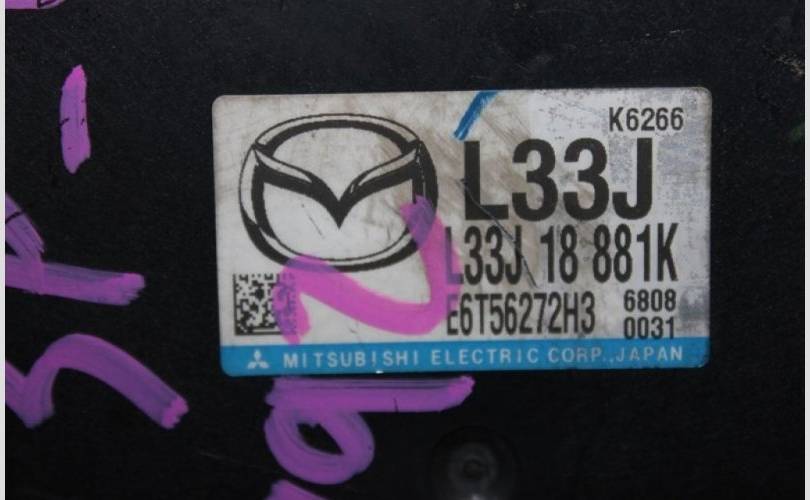 K6266
L33J
L33J 18 881K
E6T56272H3 6808
0031
MITSUBISHI ELECTRIC CORP., JAPAN